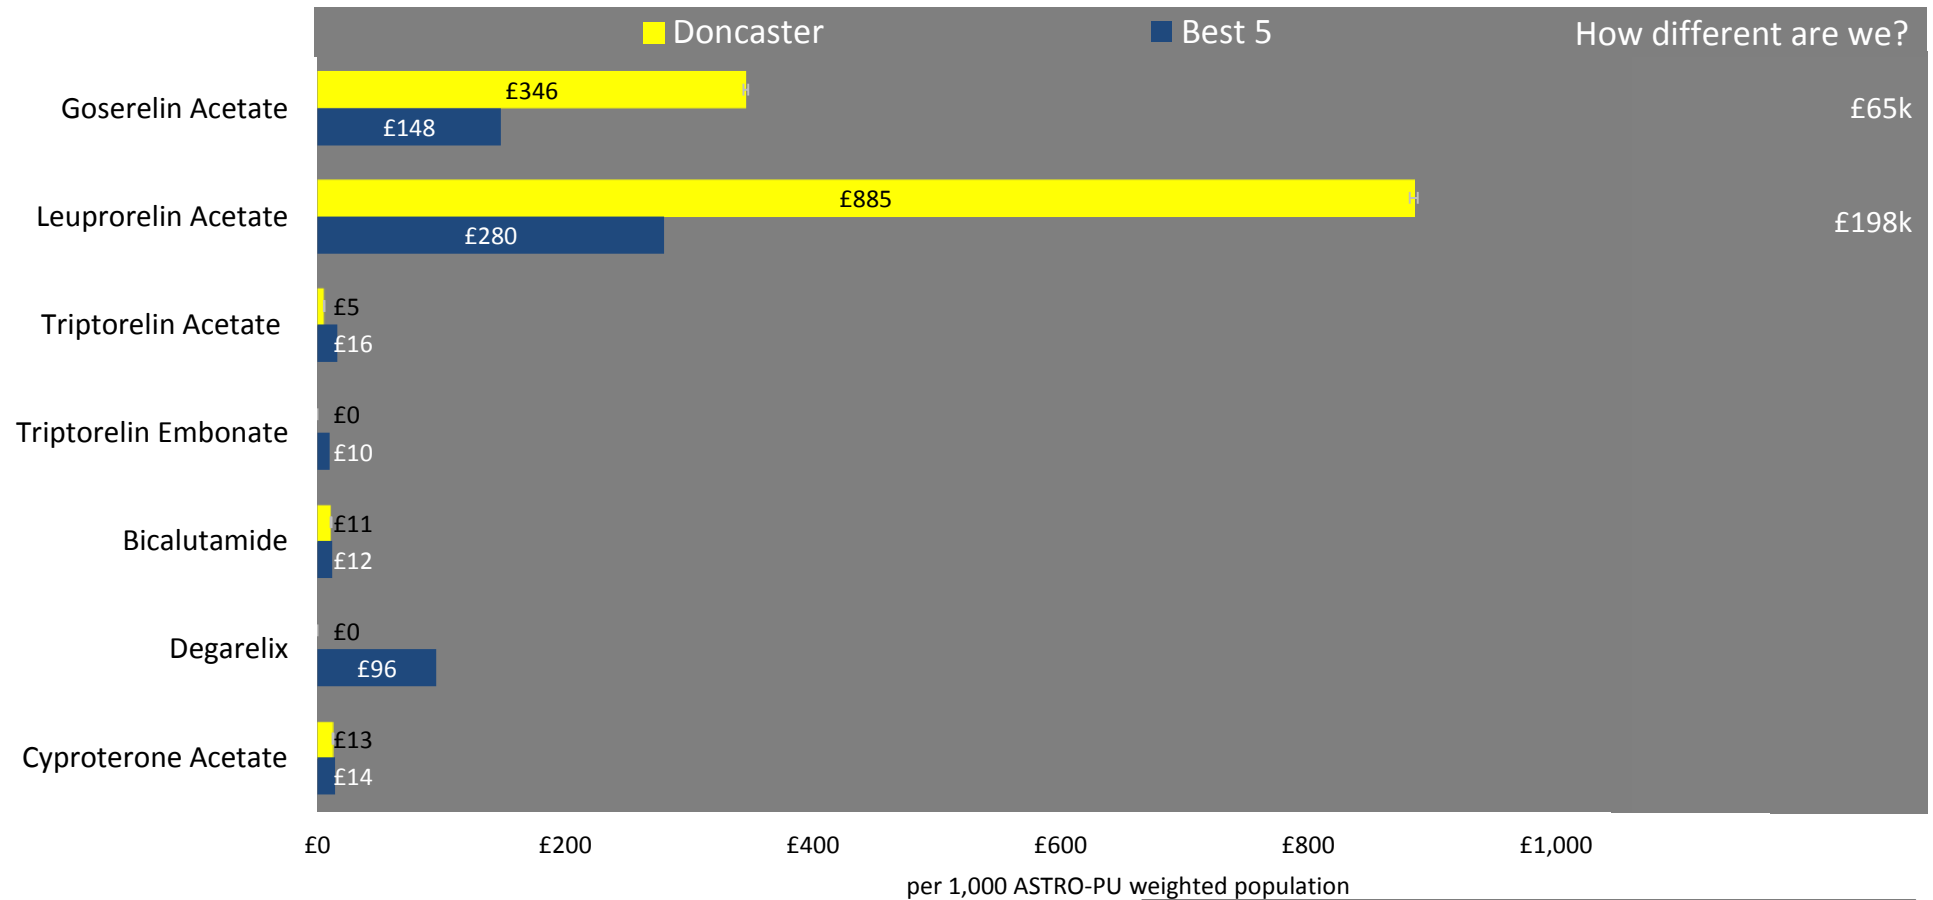 Doncaster Best 5 How different are we?
Goserelin Acetate £346 £65k
£148
Leuprorelin Acetate £885 £198k
£280
Triptorelin Acetate £5
£16
Triptorelin Embonate £0
£10
Bicalutamide £11
£12
Degarelix £0
£96
Cyproterone Acetate £13
£14
£0 £200 £400 £600 £800 £1,000
per 1,000 ASTRO-PU weighted population